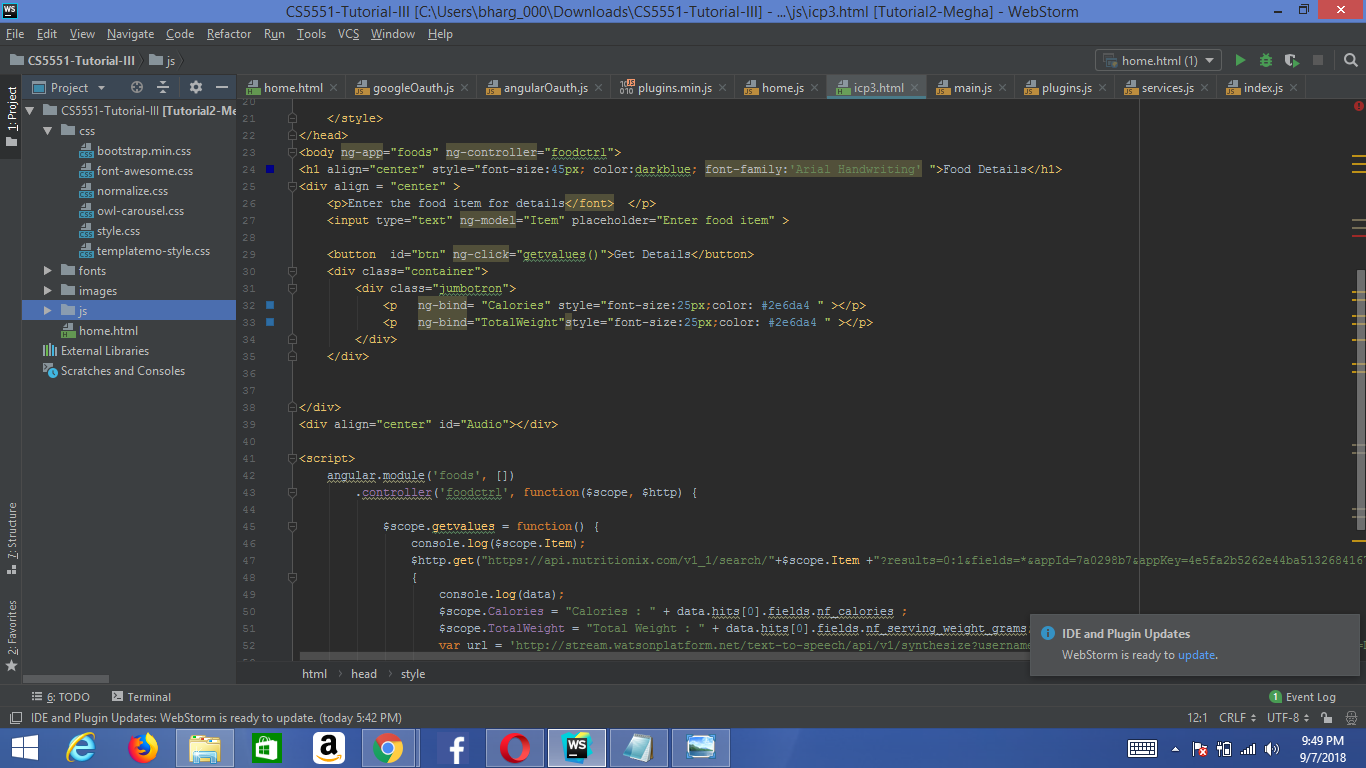 WS CS5551-Tutorial-III [C:\Users\bharg_000\Downloads\CS5551-Tutorial-III] - ...\js\icp3.html [Tutorial2-Megha] - WebStorm
File Edit View Navigate Code Refactor Run Tools VCS Window Help
CS5551-Tutorial-III js home.html (1)
Project home.html googleOauth.js angularOauth.js plugins.min.js home.js icp3.html main.js plugins.js services.js index.js
1: Project
CS5551-Tutorial-III [Tutorial2-Me
css
bootstrap.min.css
font-awesome.css
normalize.css
owl-carousel.css
style.css
templatemo-style.css
fonts
images
js
home.html
External Libraries
Scratches and Consoles
7: Structure
2: Favorites
20
21 </style>
22 </head>
23 <body ng-app="foods" ng-controller="foodctrl">
24 <h1 align="center" style="font-size:45px; color:darkblue; font-family:'Arial Handwriting' ">Food Details</h1>
25 <div align = "center" >
26 <p>Enter the food item for details</font>  </p>
27 <input type="text" ng-model="Item" placeholder="Enter food item" >
28
29 <button  id="btn" ng-click="getvalues()">Get Details</button>
30 <div class="container">
31 <div class="jumbotron">
32 <p   ng-bind= "Calories" style="font-size:25px;color: #2e6da4 " ></p>
33 <p   ng-bind="TotalWeight"style="font-size:25px;color: #2e6da4 " ></p>
34 </div>
35 </div>
36
37
38 </div>
39 <div align="center" id="Audio"></div>
40
41 <script>
42 angular.module('foods', [])
43 .controller('foodctrl', function($scope, $http) {
44
45 $scope.getvalues = function() {
46 console.log($scope.Item);
47 $http.get("https://api.nutritionix.com/v1_1/search/"+$scope.Item +"?results=0:1&fields=*&appId=7a0298b7&appKey=4e5fa2b5262e44ba513268416
48 {
49 console.log(data);
50 $scope.Calories = "Calories : " + data.hits[0].fields.nf_calories ;
51 $scope.TotalWeight = "Total Weight : " + data.hits[0].fields.nf_serving_weight_grams
52 var url = 'http://stream.watsonplatform.net/text-to-speech/api/v1/synthesize?username
IDE and Plugin Updates
WebStorm is ready to update.
html head style
6: TODO Terminal 1 Event Log
IDE and Plugin Updates: WebStorm is ready to update. (today 5:42 PM) 12:1 CRLF UTF-8
9:49 PM
9/7/2018